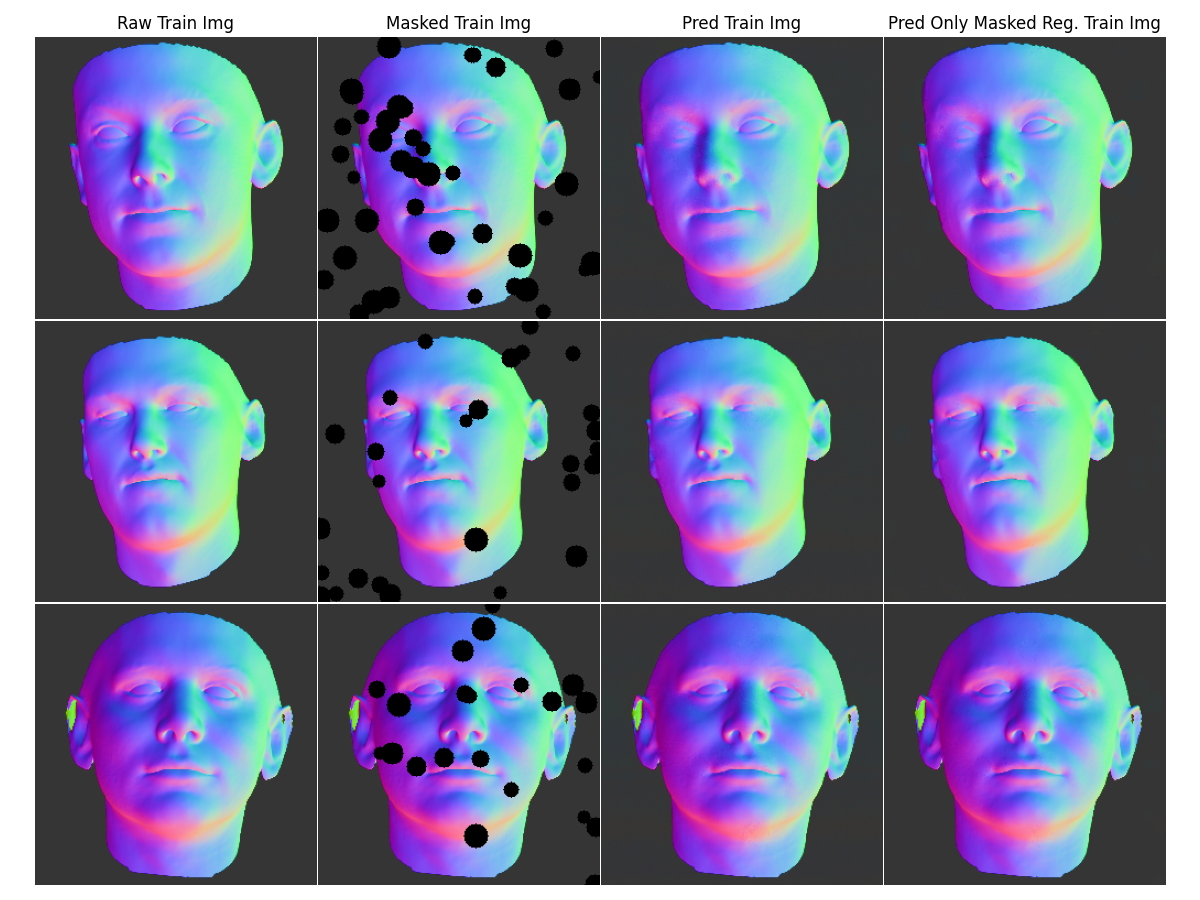 Raw Train Img
Masked Train Img
Pred Train Img
Pred Only Masked Reg. Train Img